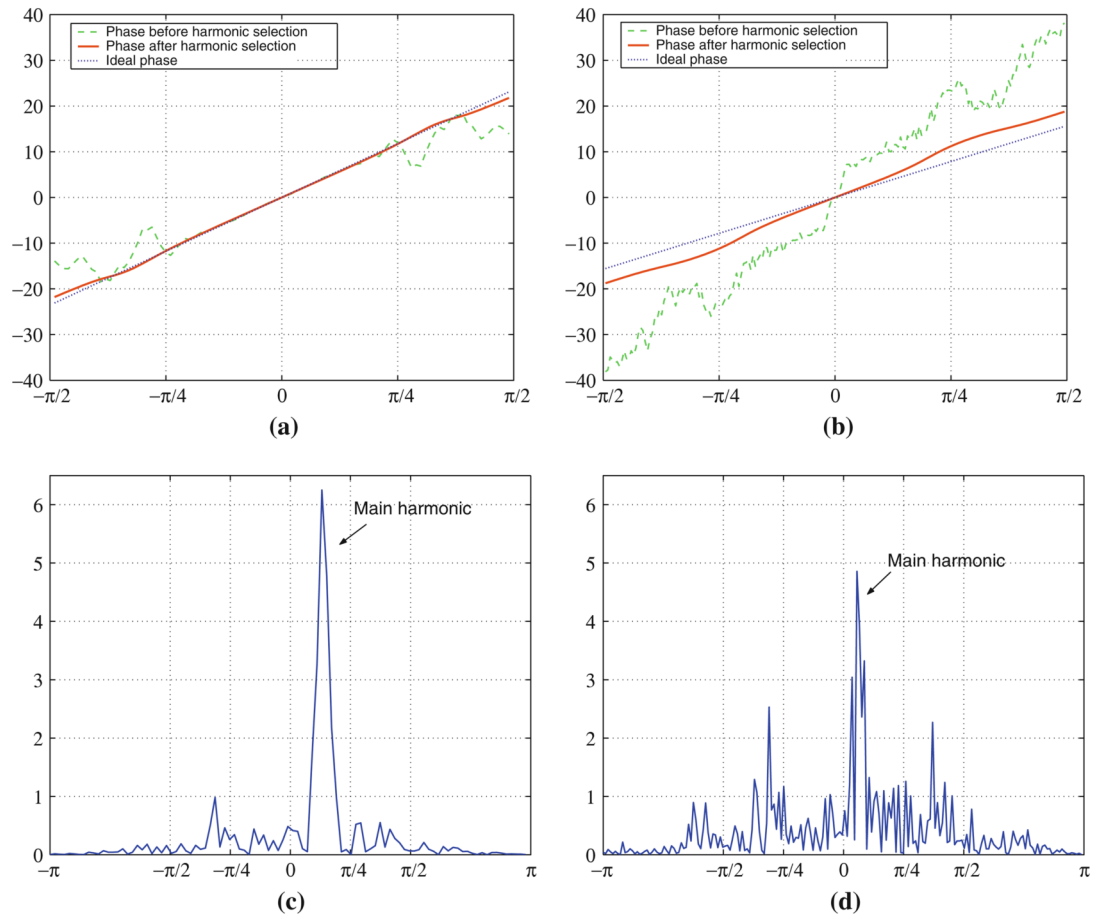 40
30
20
10
0
−10
−20
−30
−40
−π/2
−π/4
0
π/4
π/2
Phase before harmonic selection
Phase after harmonic selection
Ideal phase
(a)
40
30
20
10
0
−10
−20
−30
−40
−π/2
−π/4
0
π/4
π/2
Phase before harmonic selection
Phase after harmonic selection
Ideal phase
(b)
6
5
4
3
2
1
0
−π
−π/2
−π/4
0
π/4
π/2
π
Main harmonic
(c)
6
5
4
3
2
1
0
−π
−π/2
−π/4
0
π/4
π/2
π
Main harmonic
(d)